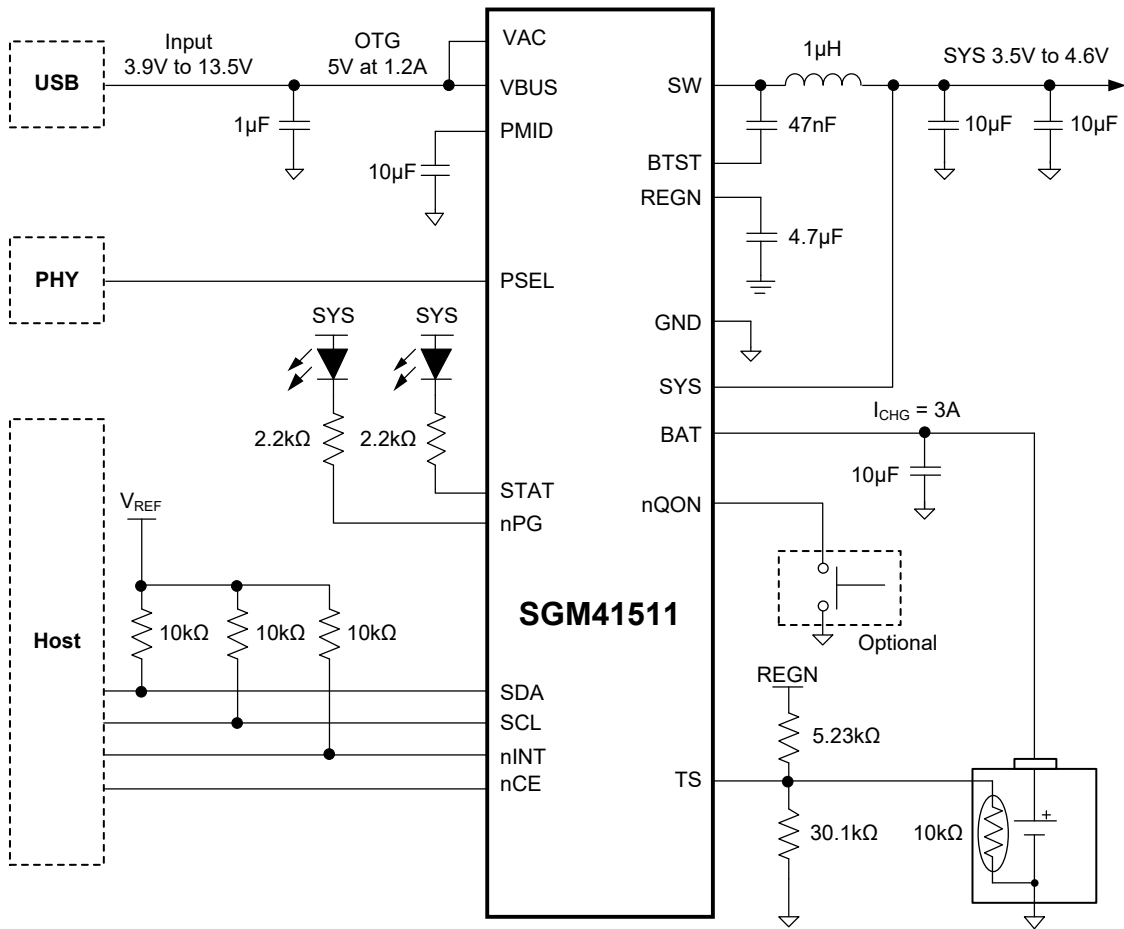 Input
3.9V to 13.5V
OTG
5V at 1.2A
USB
1µF
10µF
VAC
VBUS
PMID
SW
1µH
SYS 3.5V to 4.6V
47nF
10µF
10µF
BTST
REGN
4.7µF
PHY
PSEL
GND
SYS
SYS
SYS
2.2kΩ
2.2kΩ
I_CHG = 3A
BAT
10µF
STAT
nPG
nQON
V_REF
SGM41511
Optional
Host
10kΩ
10kΩ
10kΩ
SDA
SCL
nINT
nCE
REGN
5.23kΩ
TS
30.1kΩ
10kΩ
+